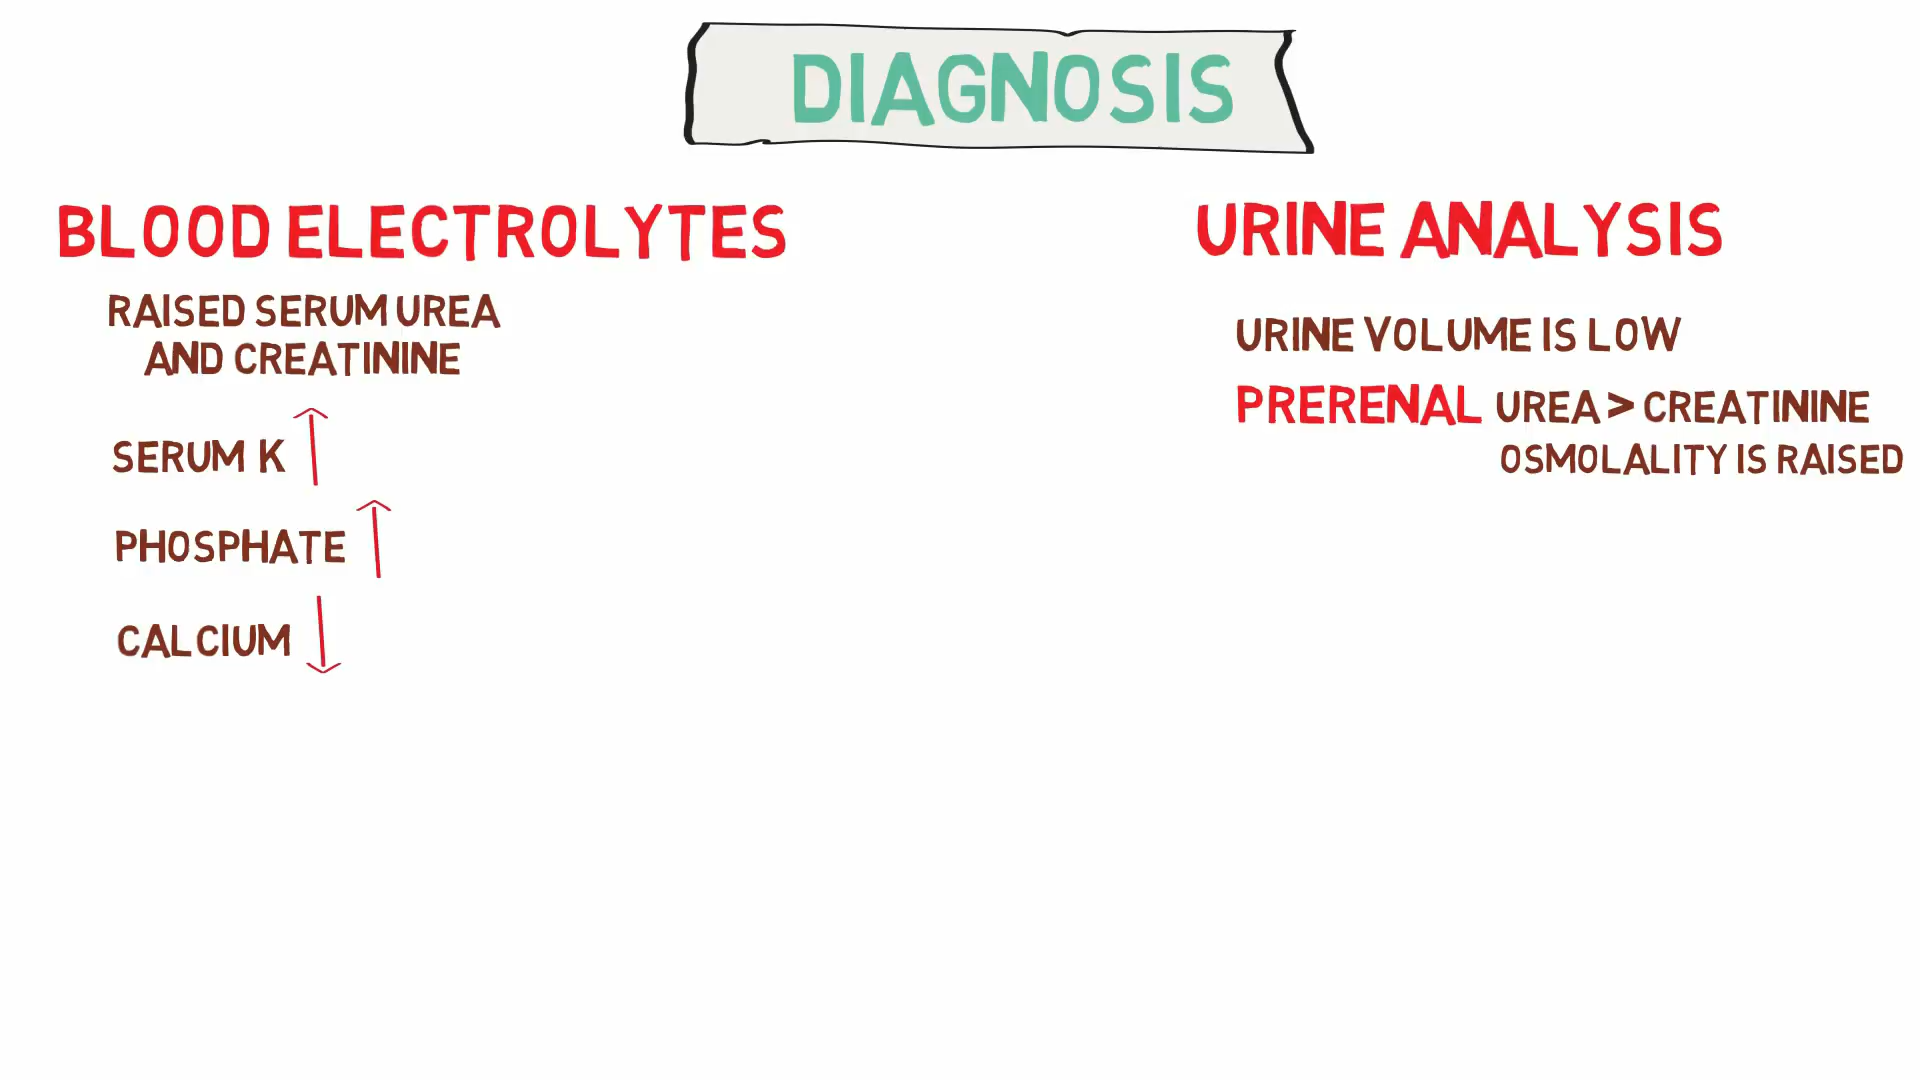 DIAGNOSIS
BLOOD ELECTROLYTES
RAISED SERUM UREA
AND CREATININE
SERUM K
PHOSPHATE
CALCIUM
URINE ANALYSIS
URINE VOLUME IS LOW
PRERENAL UREA > CREATININE
OSMOLALITY IS RAISED